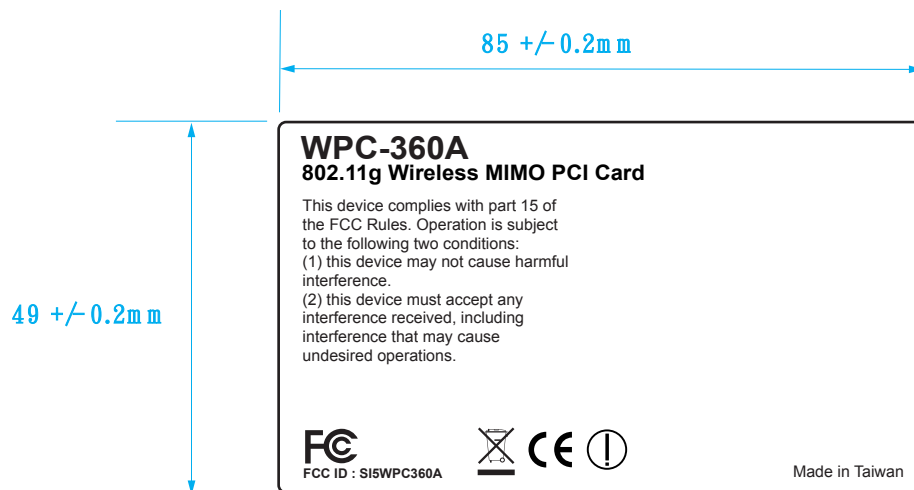 85 +/-0.2mm
WPC-360A
802.11g Wireless MIMO PCI Card
This device complies with part 15 of
the FCC Rules. Operation is subject
to the following two conditions:
(1) this device may not cause harmful
interference.
(2) this device must accept any
interference received, including
interference that may cause
undesired operations.
49 +/-0.2mm
FC CE
FCC ID : SI5WPC360A
Made in Taiwan